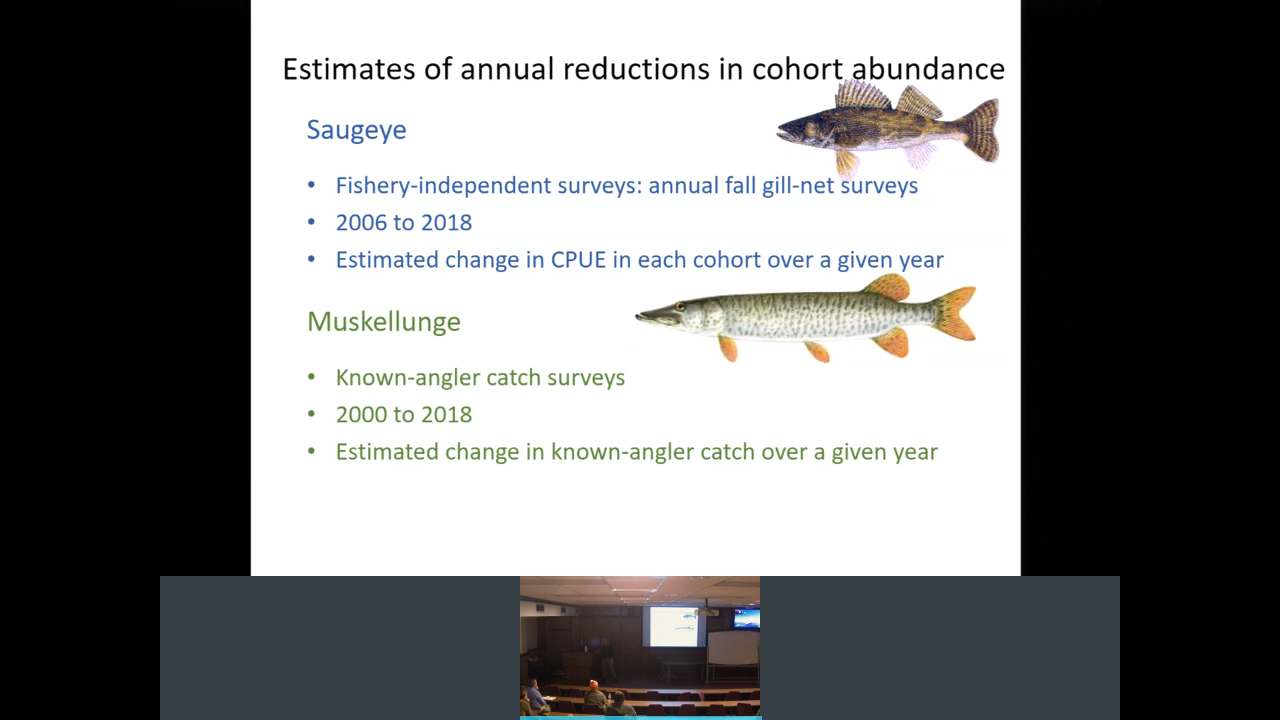 Estimates of annual reductions in cohort abundance
Saugeye
• Fishery-independent surveys: annual fall gill-net surveys
• 2006 to 2018
• Estimated change in CPUE in each cohort over a given year
Muskellunge
• Known-angler catch surveys
• 2000 to 2018
• Estimated change in known-angler catch over a given year